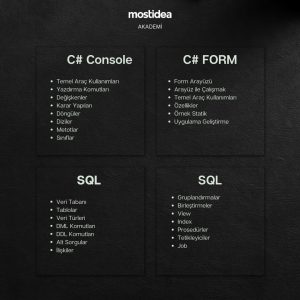 mostidea
AKADEMİ
C# Console
Temel Araç Kullanımları
Yazdırma Komutları
Değişkenler
Karar Yapıları
Döngüler
Diziler
Metotlar
Sınıflar
C# FORM
Form Arayüzü
Arayüz ile Çalışmak
Temel Araç Kullanımları
Özellikler
Örnek Statik
Uygulama Geliştirme
SQL
Veri Tabanı
Tablolar
Veri Türleri
DML Komutları
DDL Komutları
Alt Sorgular
İlişkiler
SQL
Gruplandırmalar
Birleştirmeler
View
Index
Prosedürler
Tetikleyiciler
Job